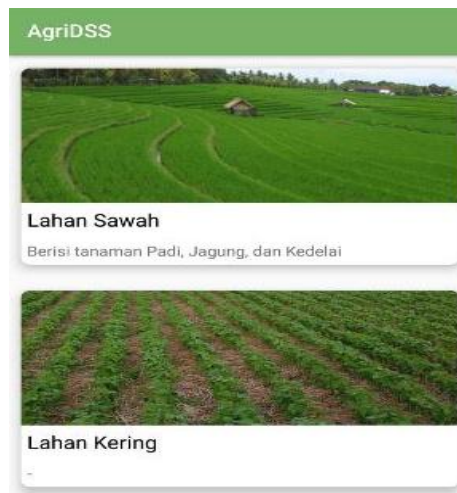 AgriDSS
Lahan Sawah
Berisi tanaman Padi, Jagung, dan Kedelai
Lahan Kering
-